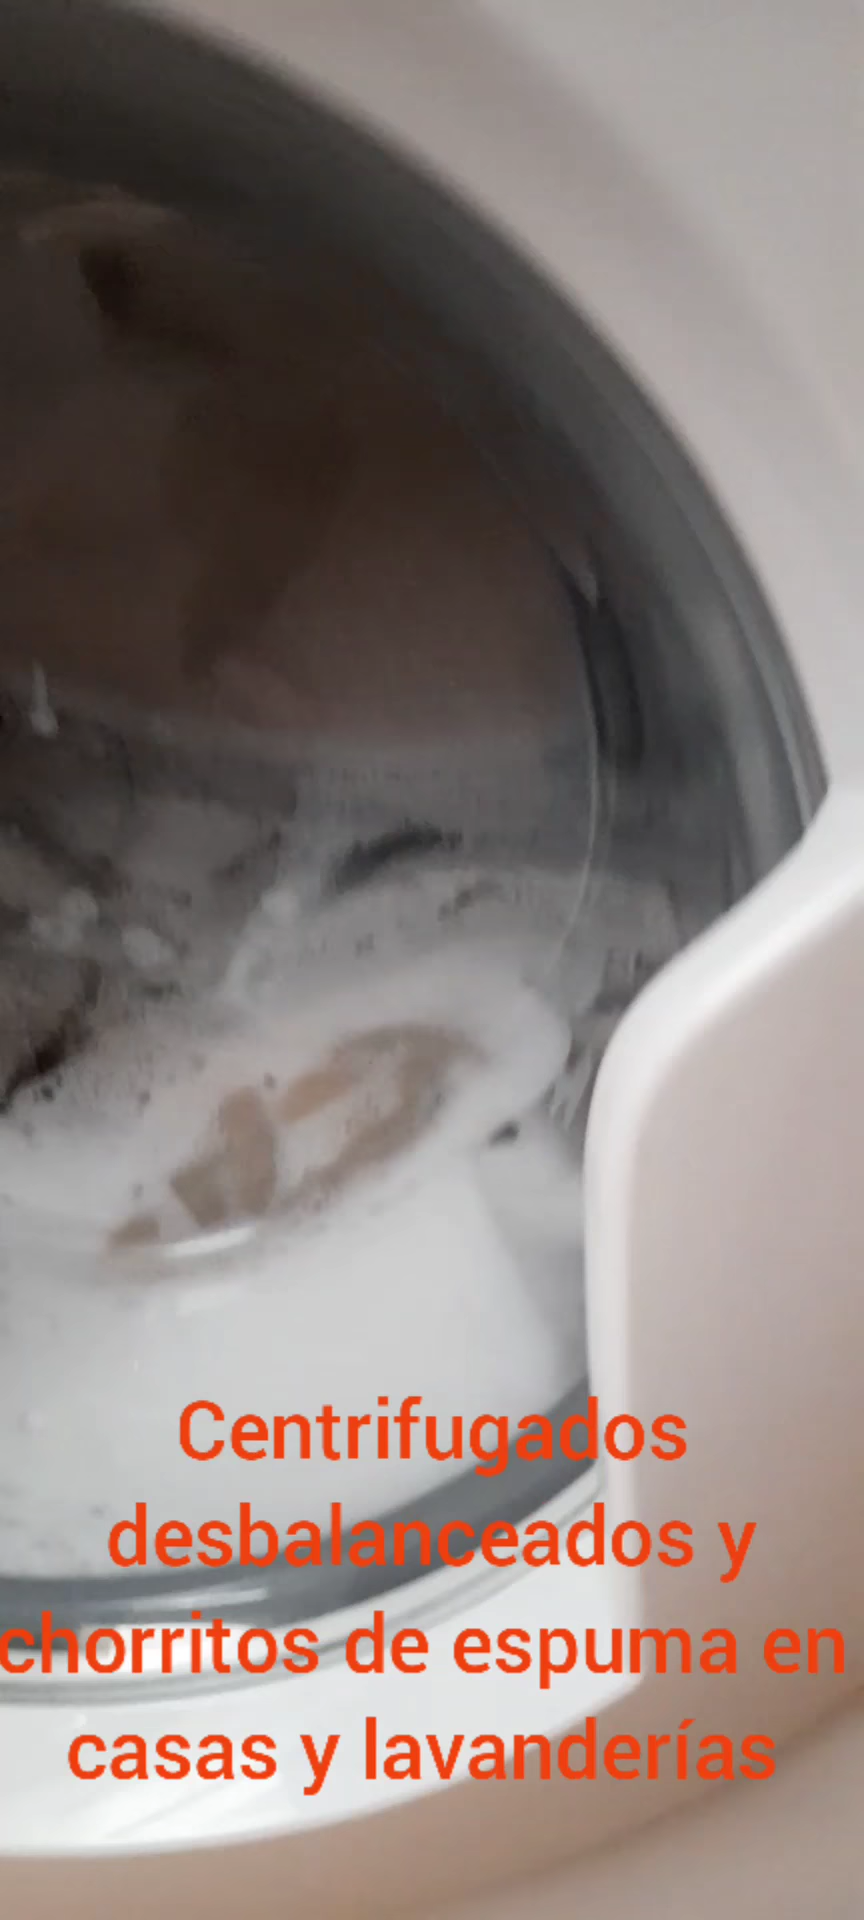 Centrifugados
desbalanceados y
chorritos de espuma en
casas y lavanderías